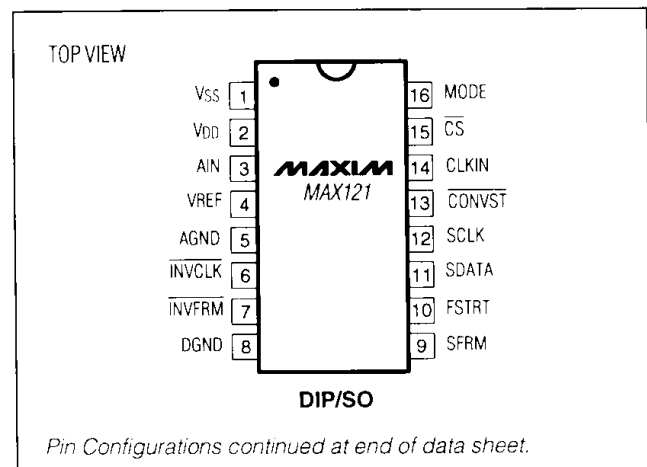 TOP VIEW
VSS 1
VDD 2
AIN 3
VREF 4
AGND 5
INVCLK 6
INVFRM 7
DGND 8
MAXIM
MAX121
16 MODE
15 CS
14 CLKIN
13 CONVST
12 SCLK
11 SDATA
10 FSTRT
9 SFRM
DIP/SO
Pin Configurations continued at end of data sheet.